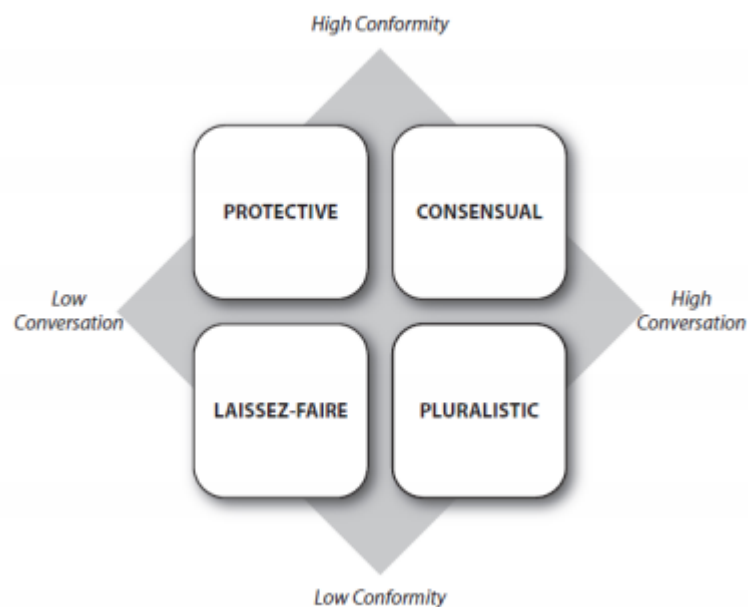 High Conformity
PROTECTIVE
CONSENSUAL
Low
Conversation
High
Conversation
LAISSEZ-FAIRE
PLURALISTIC
Low Conformity